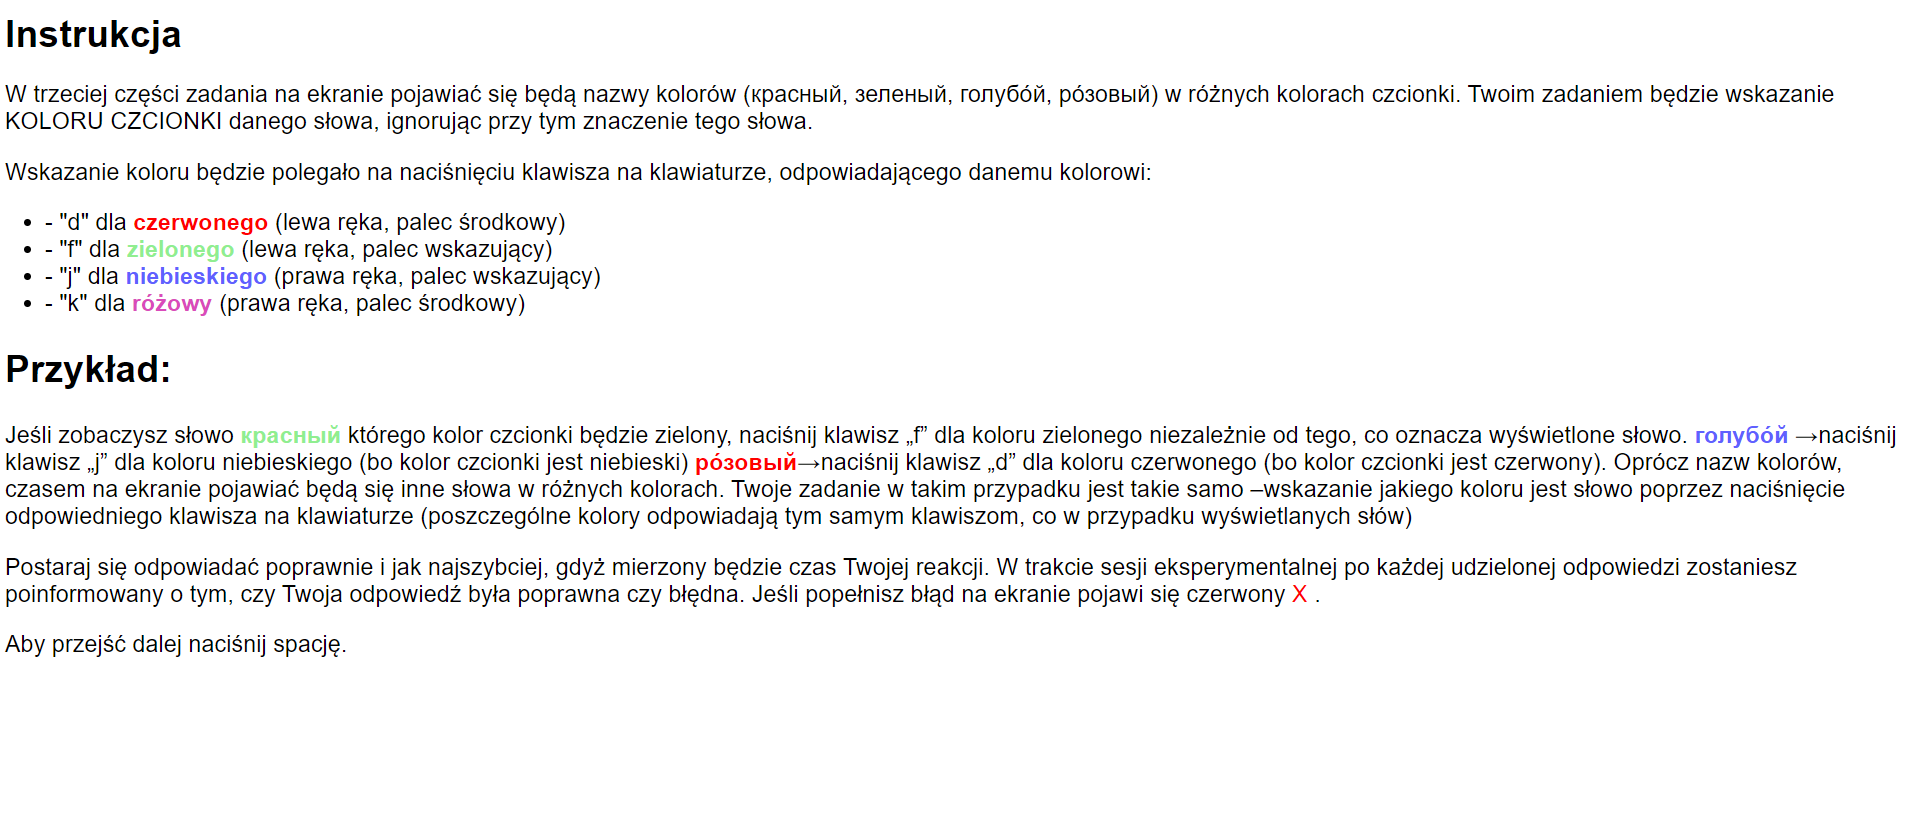 Instrukcja
W trzeciej części zadania na ekranie pojawiać się będą nazwy kolorów (красный, зеленый, голубóй, рóзовый) w różnych kolorach czcionki. Twoim zadaniem będzie wskazanie
KOLORU CZCIONKI danego słowa, ignorując przy tym znaczenie tego słowa.
Wskazanie koloru będzie polegało na naciśnięciu klawisza na klawiaturze, odpowiadającego danemu kolorowi:
• - "d" dla czerwonego (lewa ręka, palec środkowy)
• - "f" dla zielonego (lewa ręka, palec wskazujący)
• - "j" dla niebieskiego (prawa ręka, palec wskazujący)
• - "k" dla różowy (prawa ręka, palec środkowy)
Przykład:
Jeśli zobaczysz słowo красный którego kolor czcionki będzie zielony, naciśnij klawisz „f” dla koloru zielonego niezależnie od tego, co oznacza wyświetlone słowo. голубóй →naciśnij
klawisz „j” dla koloru niebieskiego (bo kolor czcionki jest niebieski) рóзовый→naciśnij klawisz „d” dla koloru czerwonego (bo kolor czcionki jest czerwony). Oprócz nazw kolorów,
czasem na ekranie pojawiać będą się inne słowa w różnych kolorach. Twoje zadanie w takim przypadku jest takie samo –wskazanie jakiego koloru jest słowo poprzez naciśnięcie
odpowiedniego klawisza na klawiaturze (poszczególne kolory odpowiadają tym samym klawiszom, co w przypadku wyświetlanych słów)
Postaraj się odpowiadać poprawnie i jak najszybciej, gdyż mierzony będzie czas Twojej reakcji. W trakcie sesji eksperymentalnej po każdej udzielonej odpowiedzi zostaniesz
poinformowany o tym, czy Twoja odpowiedź była poprawna czy błędna. Jeśli popełnisz błąd na ekranie pojawi się czerwony X .
Aby przejść dalej naciśnij spację.